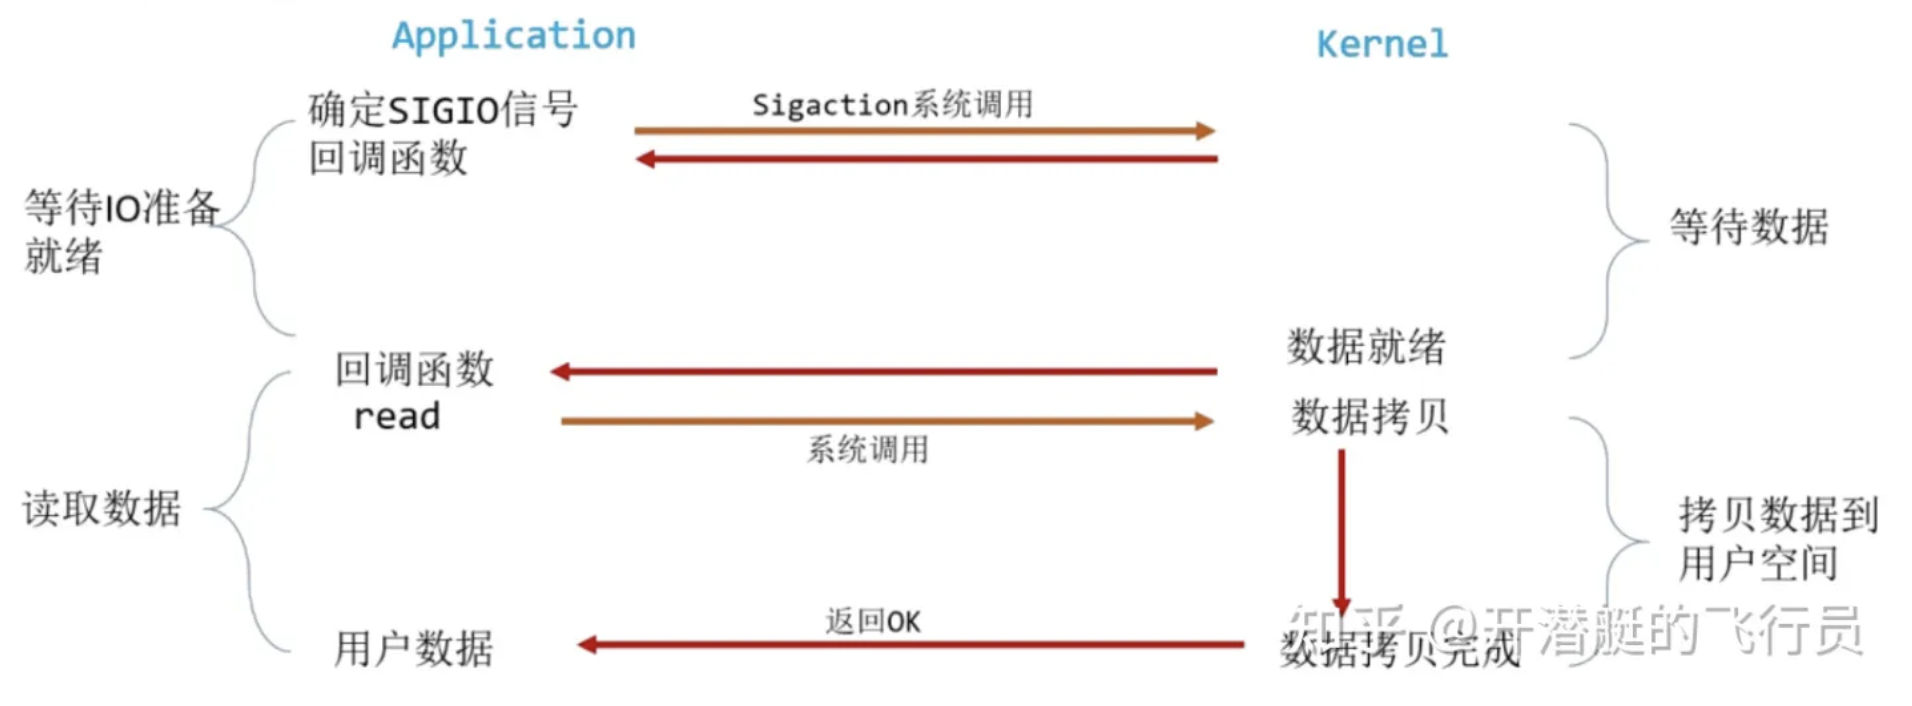 Application
Kernel
确定SIGIO信号
回调函数
Sigaction系统调用
等待IO准备
就绪
等待数据
数据就绪
回调函数
read
系统调用
数据拷贝
读取数据
拷贝数据到
用户空间
返回OK
用户数据
数据拷贝完成
知乎 @开潜艇的飞行员